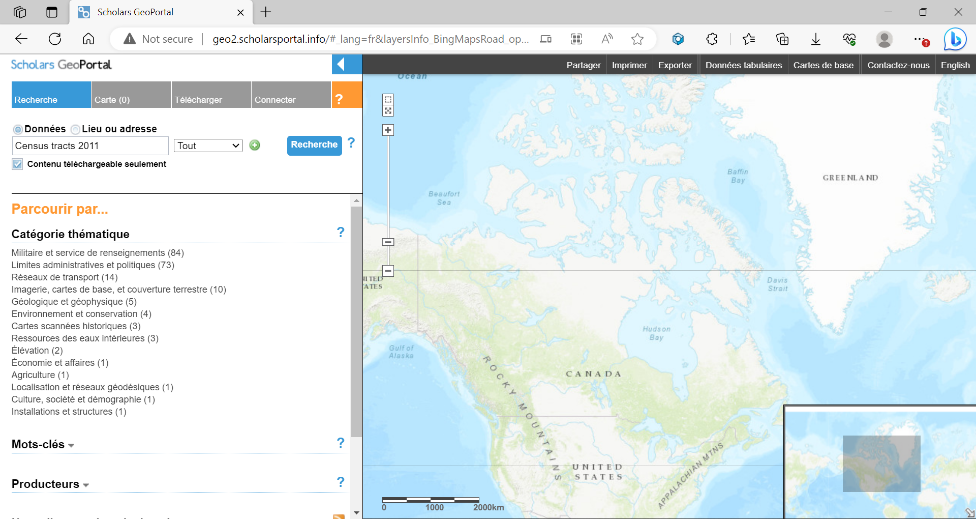 Scholars GeoPortal
Not secure geo2.scholarsportal.info/#_lang=fr&layersInfo_BingMapsRoad_op...
Scholars GeoPortal
Partager Imprimer Exporter Données tabulaires Cartes de base Contactez-nous English
Recherche Carte (0) Télécharger Connecter ?
Données Lieu ou adresse
Census tracts 2011 Tout Recherche ?
Contenu téléchargeable seulement
Parcourir par...
Catégorie thématique ?
Militaire et service de renseignements (84)
Limites administratives et politiques (73)
Réseaux de transport (14)
Imagerie, cartes de base, et couverture terrestre (10)
Géologique et géophysique (5)
Environnement et conservation (4)
Cartes scannées historiques (3)
Ressources des eaux intérieures (3)
Élévation (2)
Économie et affaires (1)
Agriculture (1)
Localisation et réseaux géodésiques (1)
Culture, société et démographie (1)
Installations et structures (1)
Mots-clés ?
Producteurs ?
Ocean
Baffin
Bay
GREENLAND
Beaufort
Sea
ITED
ATES
Davis
Strait
Hudson
Bay
Gulf of
Alaska
CANADA
ROCKY MOUNTAINS
UNITED
STATES
APPALACHIAN MTNS
0 1000 2000km